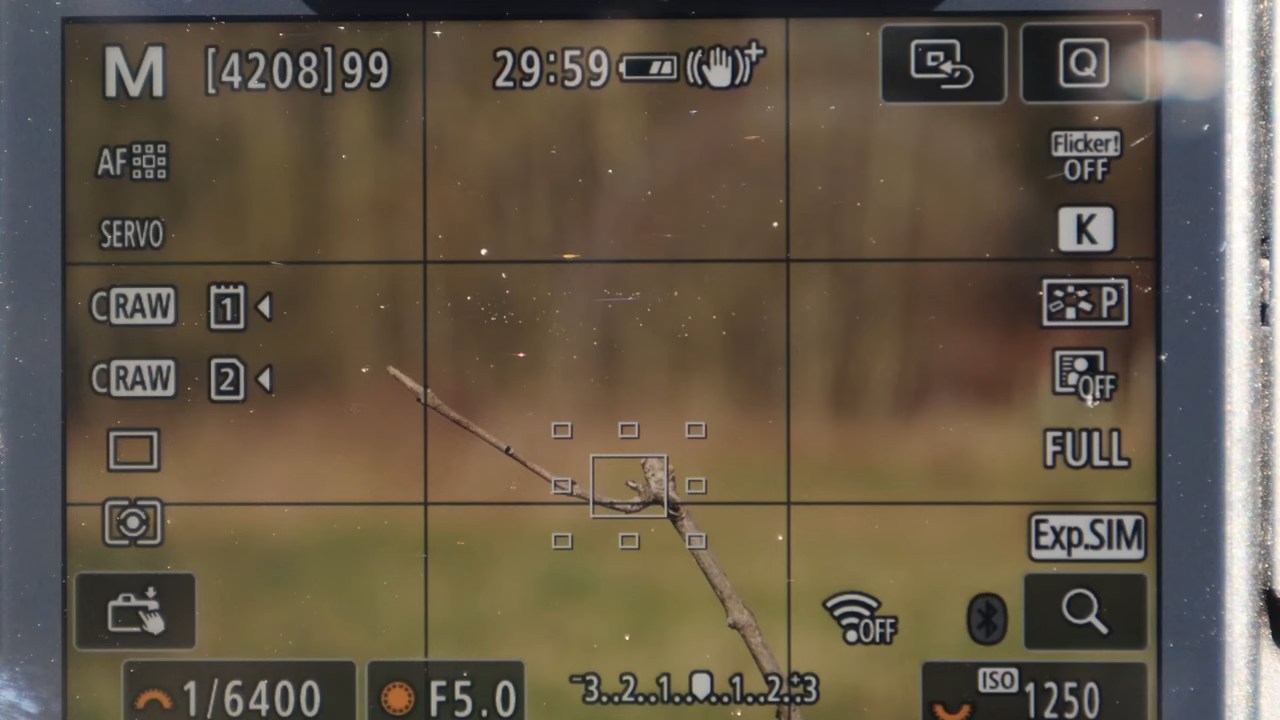 M [4208]99 29:59 Q
AF
Flicker!
OFF
SERVO
K
CRAW 1
P
CRAW 2
OFF
FULL
Exp.SIM
OFF
1/6400 F5.0 -3..2..1..0..1..2..+3 ISO 1250